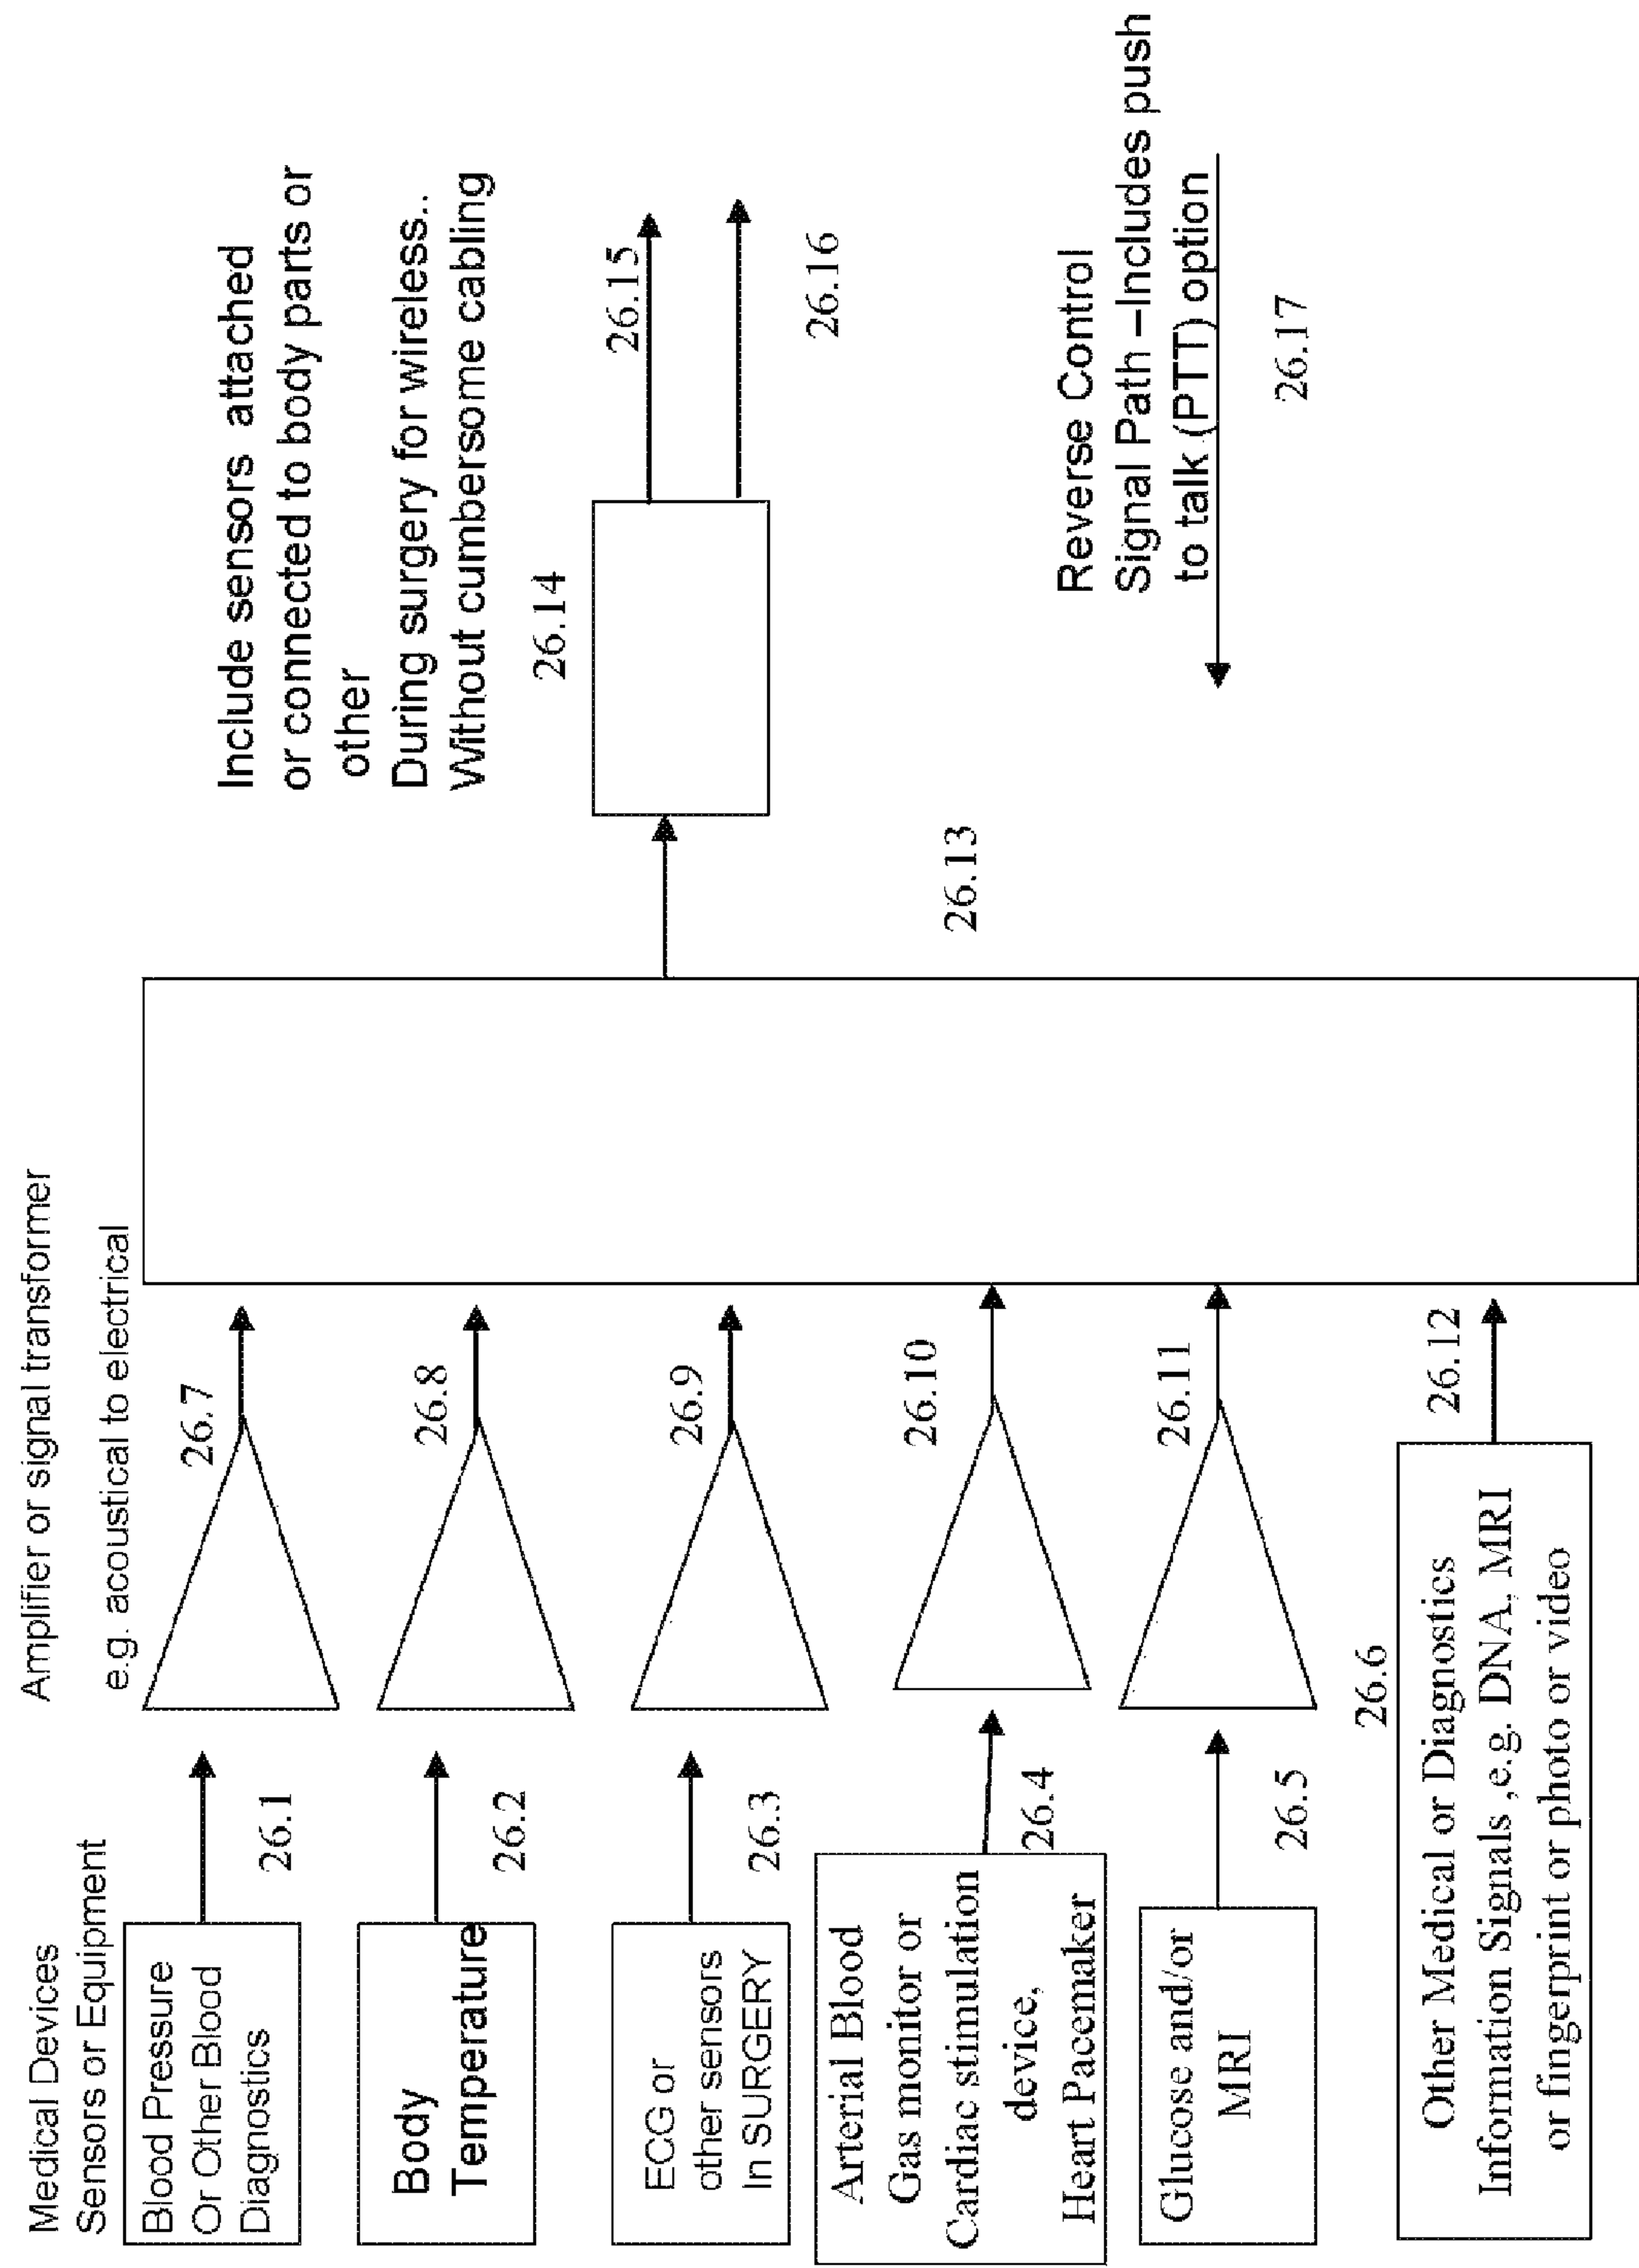 Medical Devices
Sensors or Equipment
Amplifier or signal transformer
e.g. acoustical to electrical
Blood Pressure
Or Other Blood
Diagnostics
26.1
26.7
Body
Temperature
26.2
26.8
ECG or
other sensors
In SURGERY
26.3
26.9
Arterial Blood
Gas monitor or
Cardiac stimulation
device,
Heart Pacemaker
26.4
26.10
Glucose and/or
MRI
26.5
26.11
26.6
Other Medical or Diagnostics
Information Signals ,e.g. DNA, MRI
or fingerprint or photo or video
26.12
26.13
Include sensors attached
or connected to body parts or
other
During surgery for wireless..
Without cumbersome cabling
26.14
26.15
26.16
Reverse Control
Signal Path –Includes push
to talk (PTT) option
26.17